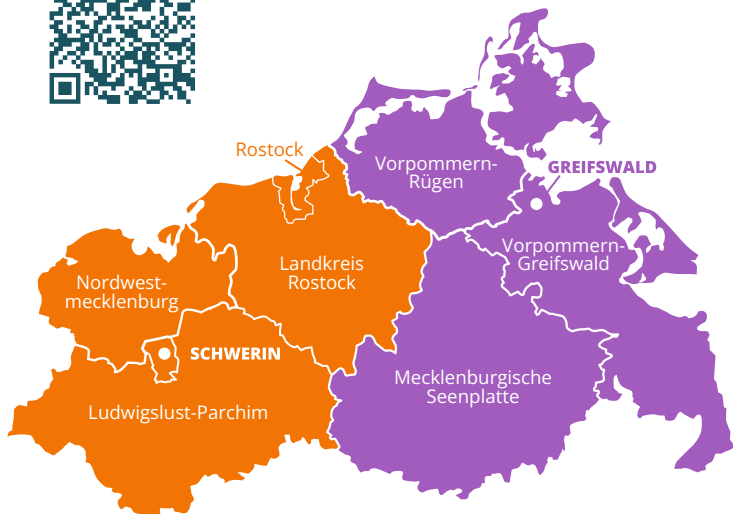 Rostock
Vorpommern-
Rügen
GREIFSWALD
Vorpommern-
Greifswald
Landkreis
Rostock
Nordwest-
mecklenburg
SCHWERIN
Mecklenburgische
Seenplatte
Ludwigslust-Parchim